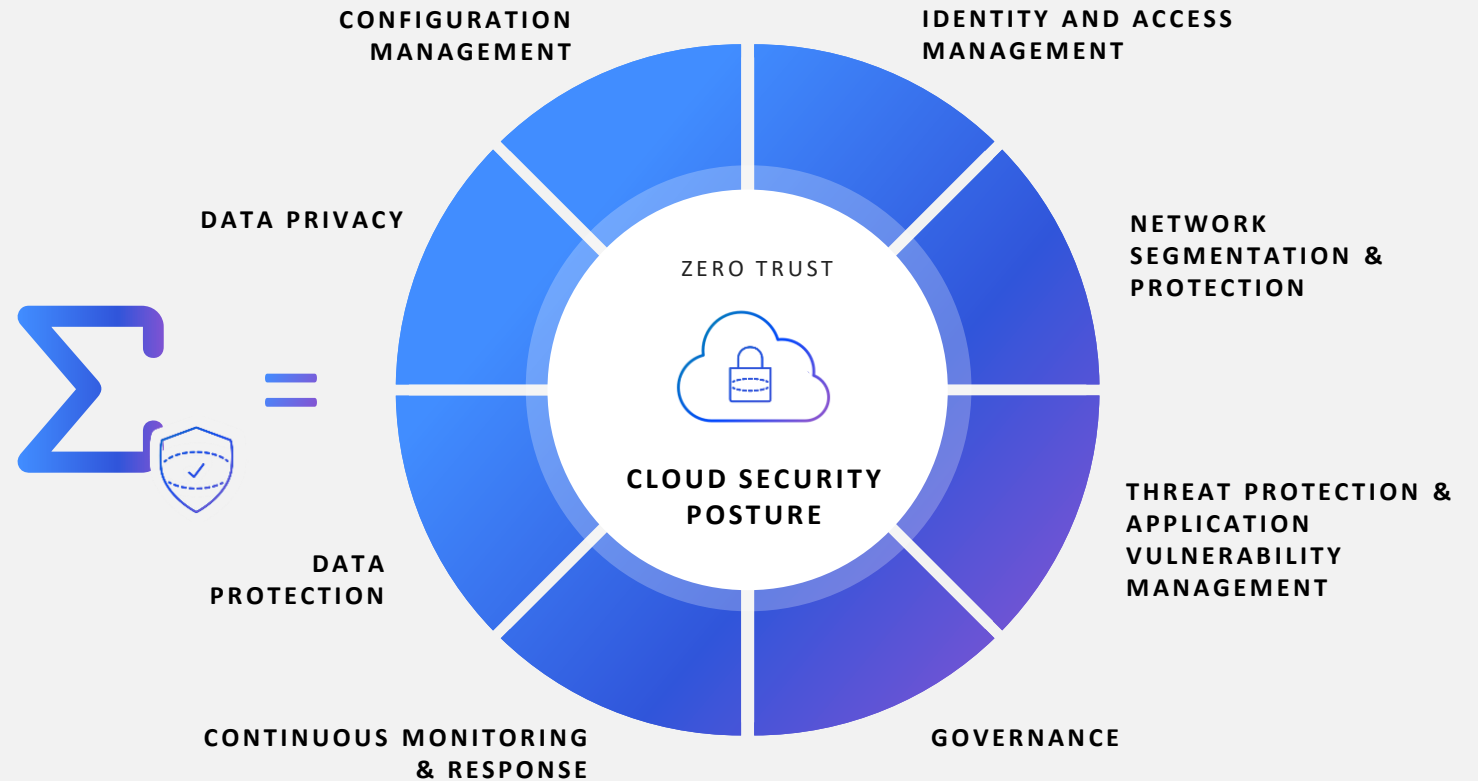 CONFIGURATION
MANAGEMENT
IDENTITY AND ACCESS
MANAGEMENT
DATA PRIVACY
NETWORK
SEGMENTATION &
PROTECTION
ZERO TRUST
Σ =
CLOUD SECURITY
POSTURE
THREAT PROTECTION &
APPLICATION
VULNERABILITY
MANAGEMENT
DATA
PROTECTION
CONTINUOUS MONITORING
& RESPONSE
GOVERNANCE